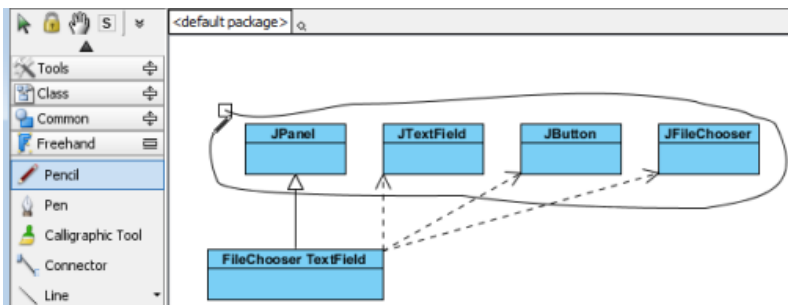 S
<default package>
Tools
Class
Common
Freehand
Pencil
Pen
Calligraphic Tool
Connector
Line
JPanel
JTextField
JButton
JFileChooser
FileChooser TextField